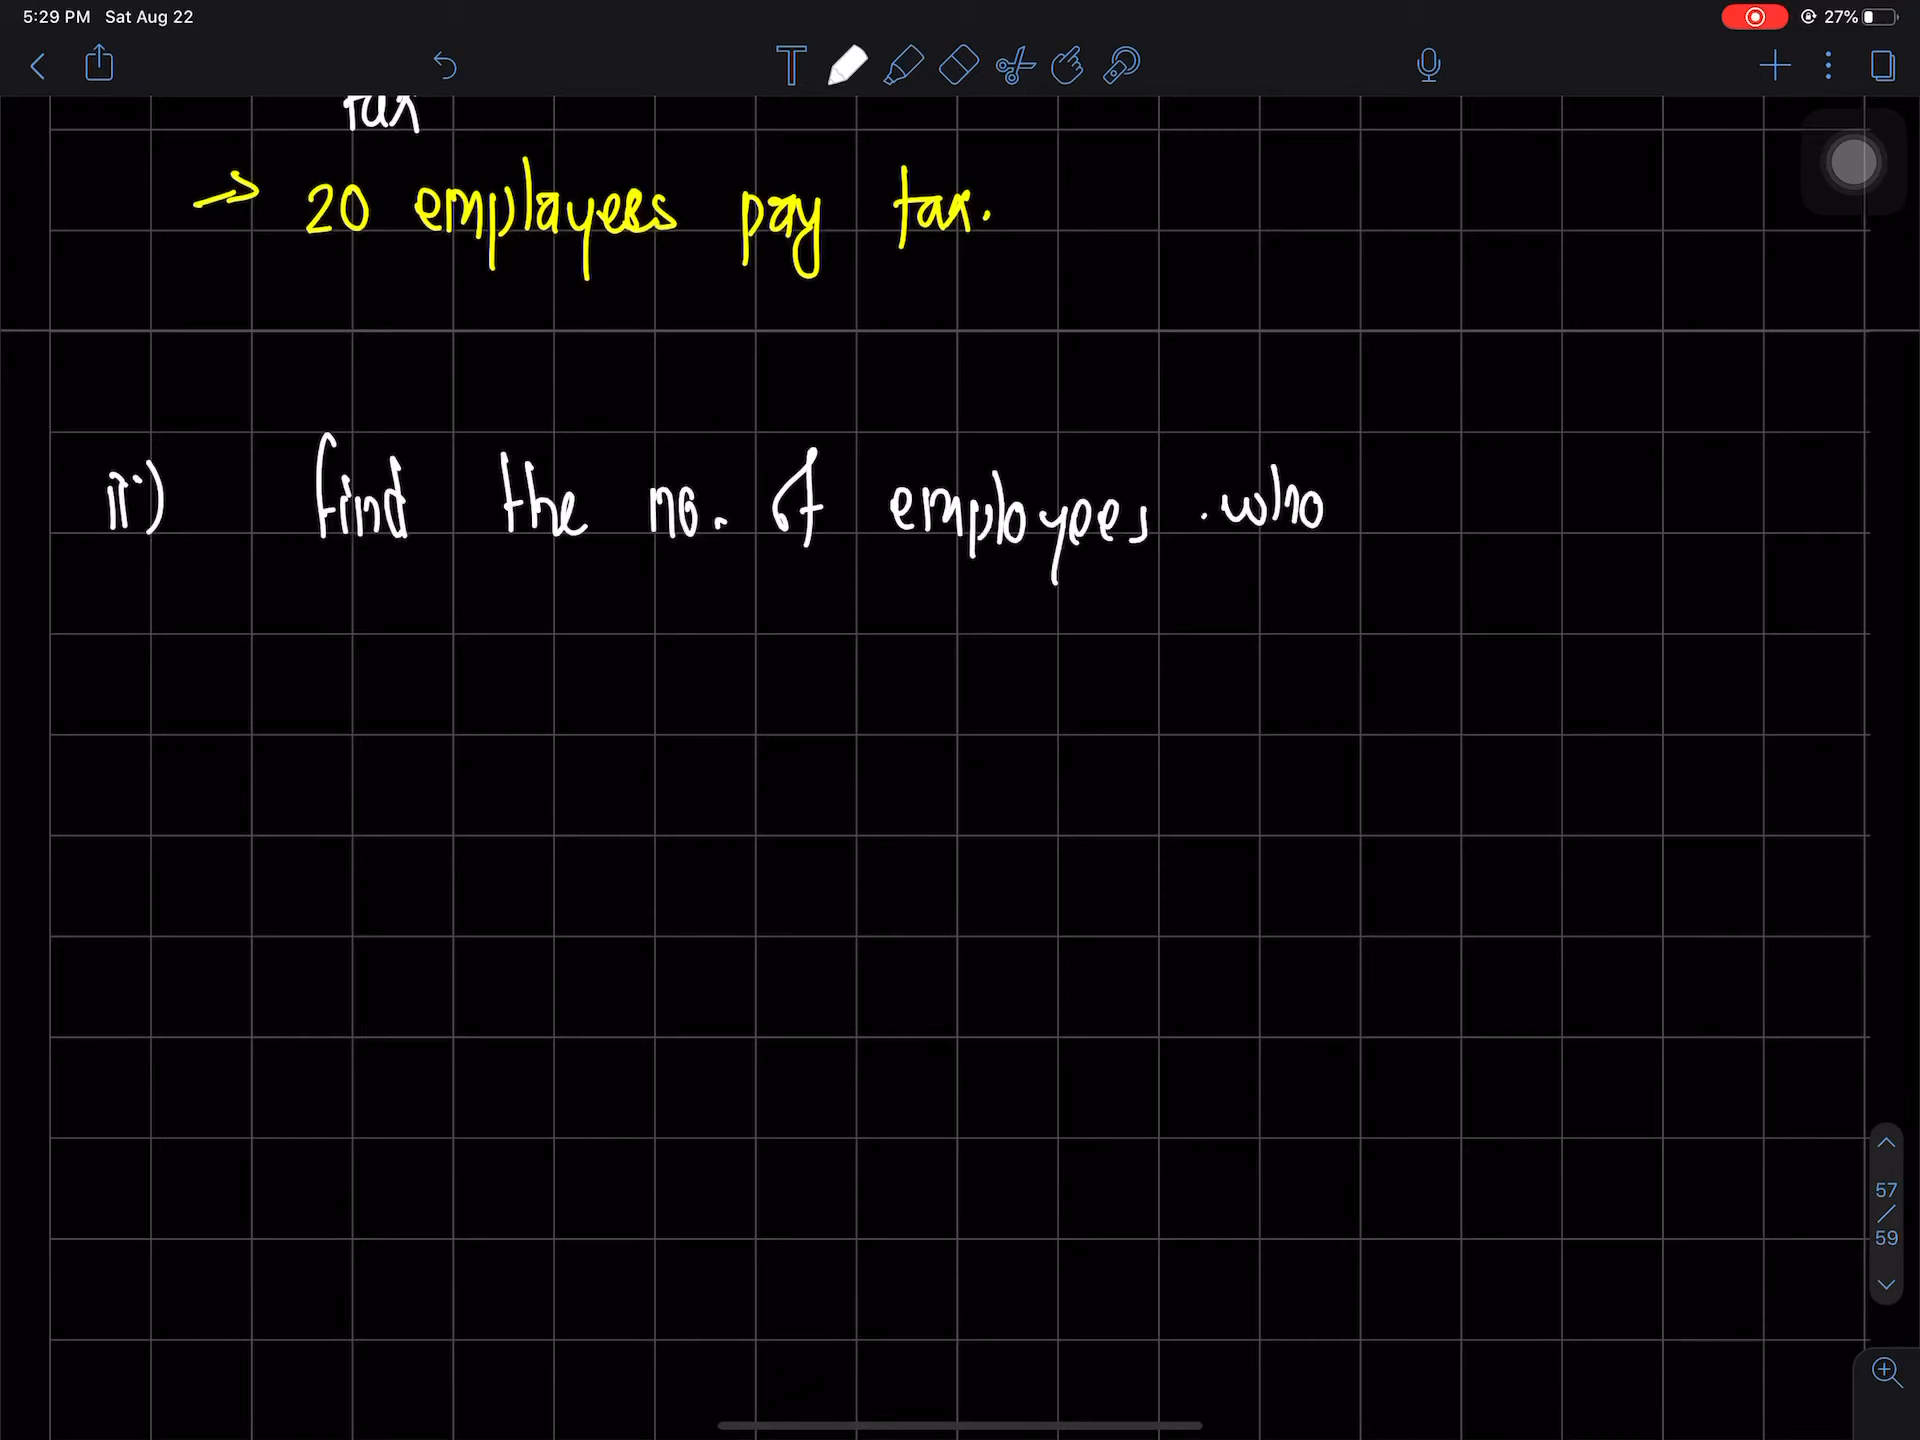 5:29 PM Sat Aug 22
27%
tax
→ 20 employees pay tax.
ii) find the no. of employees . who
57
/
59